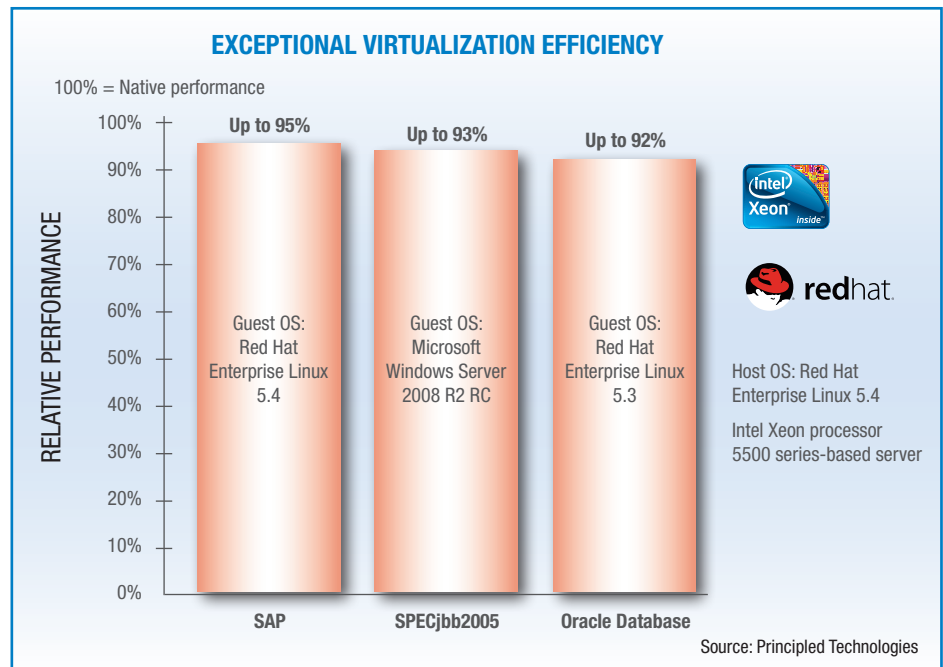 EXCEPTIONAL VIRTUALIZATION EFFICIENCY
100% = Native performance
RELATIVE PERFORMANCE
100%
90%
80%
70%
60%
50%
40%
30%
20%
10%
0%
Up to 95%
Up to 93%
Up to 92%
Guest OS:
Red Hat
Enterprise Linux
5.4
Guest OS:
Microsoft
Windows Server
2008 R2 RC
Guest OS:
Red Hat
Enterprise Linux
5.3
SAP
SPECjbb2005
Oracle Database
intel
Xeon®
inside™
redhat.
Host OS: Red Hat
Enterprise Linux 5.4
Intel Xeon processor
5500 series-based server
Source: Principled Technologies